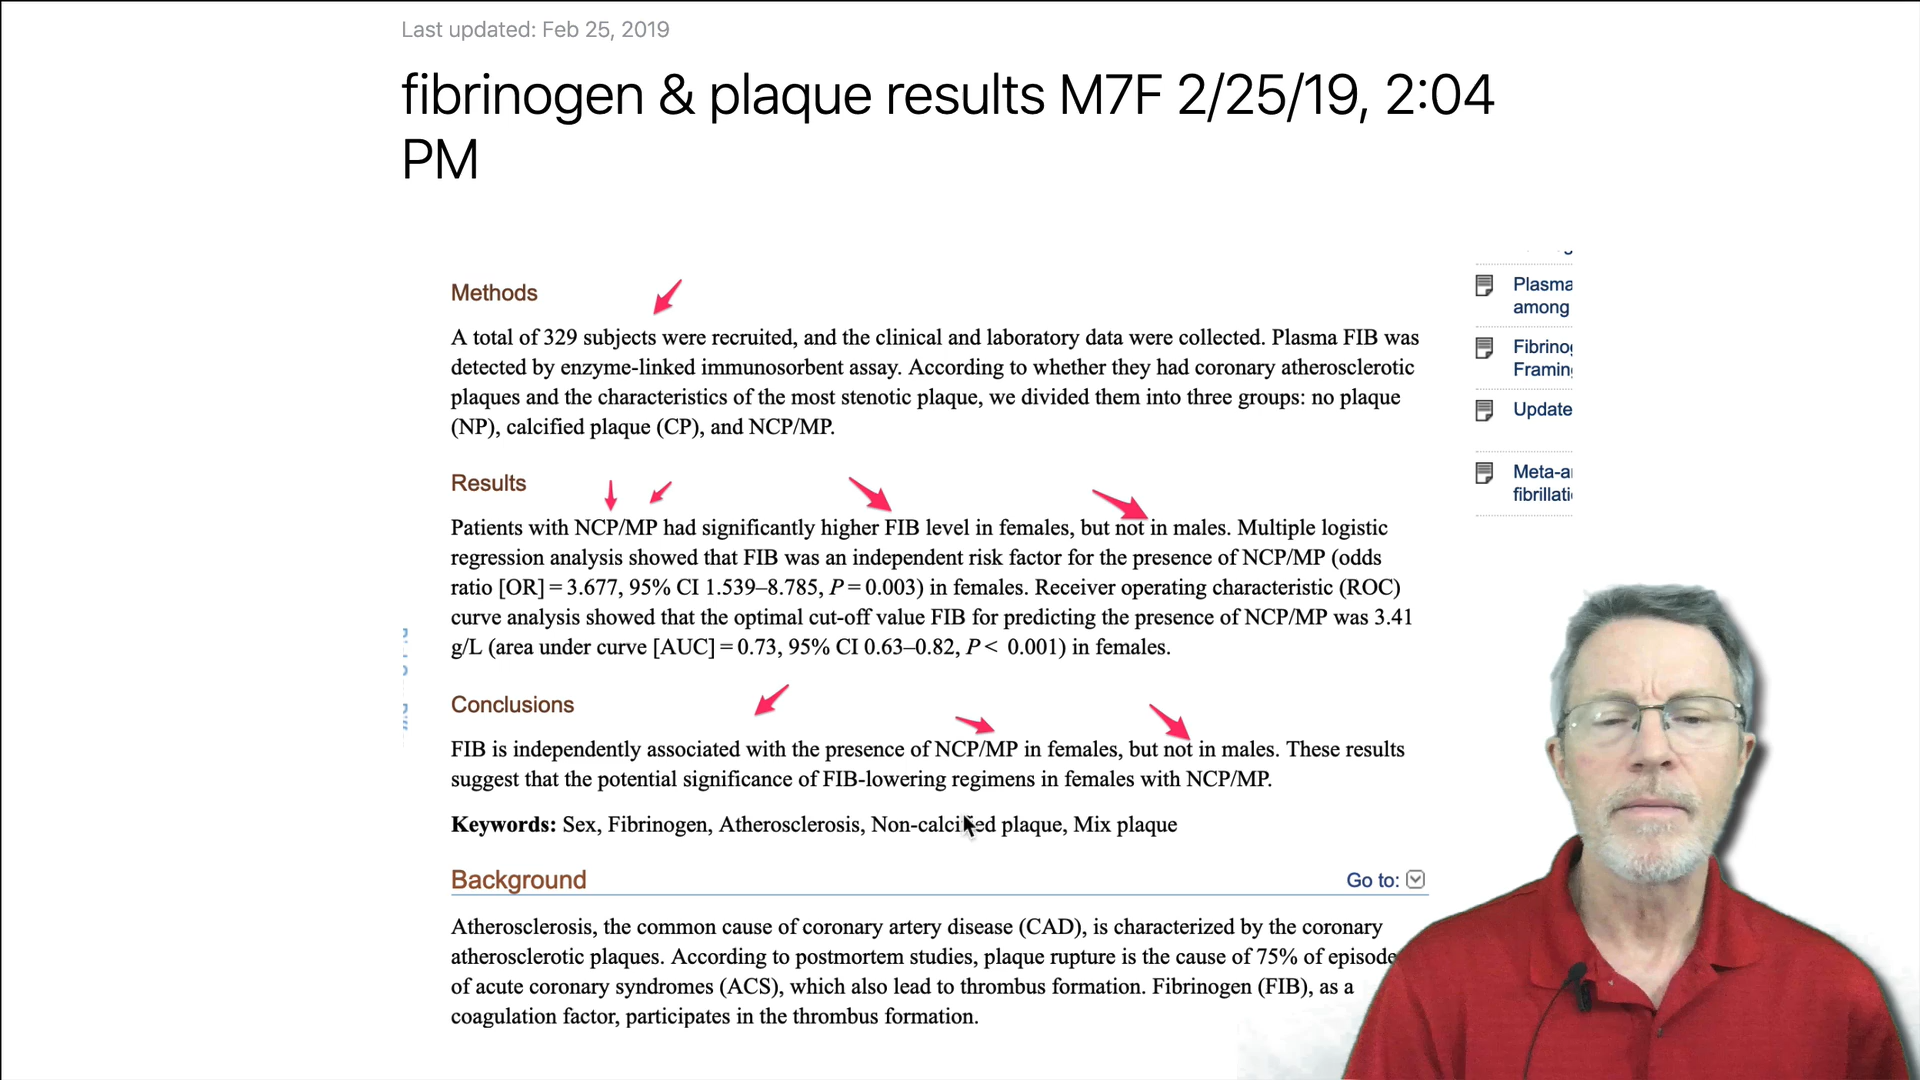 Last updated: Feb 25, 2019
fibrinogen & plaque results M7F 2/25/19, 2:04
PM
Methods
A total of 329 subjects were recruited, and the clinical and laboratory data were collected. Plasma FIB was
detected by enzyme-linked immunosorbent assay. According to whether they had coronary atherosclerotic
plaques and the characteristics of the most stenotic plaque, we divided them into three groups: no plaque
(NP), calcified plaque (CP), and NCP/MP.
Results
Patients with NCP/MP had significantly higher FIB level in females, but not in males. Multiple logistic
regression analysis showed that FIB was an independent risk factor for the presence of NCP/MP (odds
ratio [OR] = 3.677, 95% CI 1.539–8.785, P = 0.003) in females. Receiver operating characteristic (ROC)
curve analysis showed that the optimal cut-off value FIB for predicting the presence of NCP/MP was 3.41
g/L (area under curve [AUC] = 0.73, 95% CI 0.63–0.82, P < 0.001) in females.
Conclusions
FIB is independently associated with the presence of NCP/MP in females, but not in males. These results
suggest that the potential significance of FIB-lowering regimens in females with NCP/MP.
Keywords: Sex, Fibrinogen, Atherosclerosis, Non-calcified plaque, Mix plaque
Background
Go to:
Atherosclerosis, the common cause of coronary artery disease (CAD), is characterized by the coronary
atherosclerotic plaques. According to postmortem studies, plaque rupture is the cause of 75% of episode
of acute coronary syndromes (ACS), which also lead to thrombus formation. Fibrinogen (FIB), as a
coagulation factor, participates in the thrombus formation.
Plasma
among
Fibrinog
Framin
Update
Meta-a
fibrillati